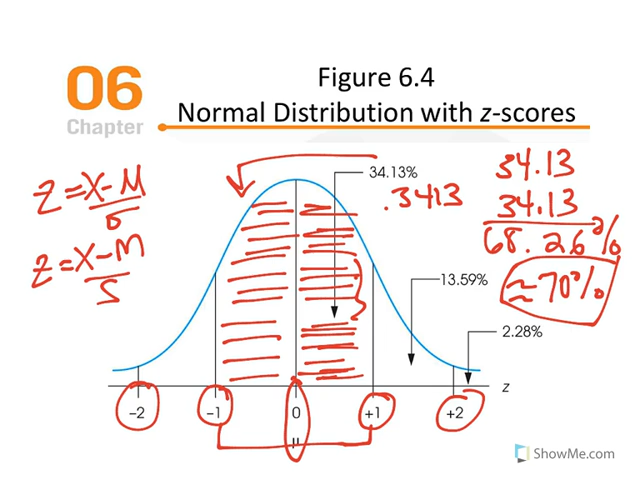 06
Chapter
Figure 6.4
Normal Distribution with z-scores
Z = X - M
σ
Z = X - M
S
34.13%
.3413
34.13
34.13
68.26%
≈70%
13.59%
2.28%
z
−2
−1
0
+1
+2
μ
ShowMe.com